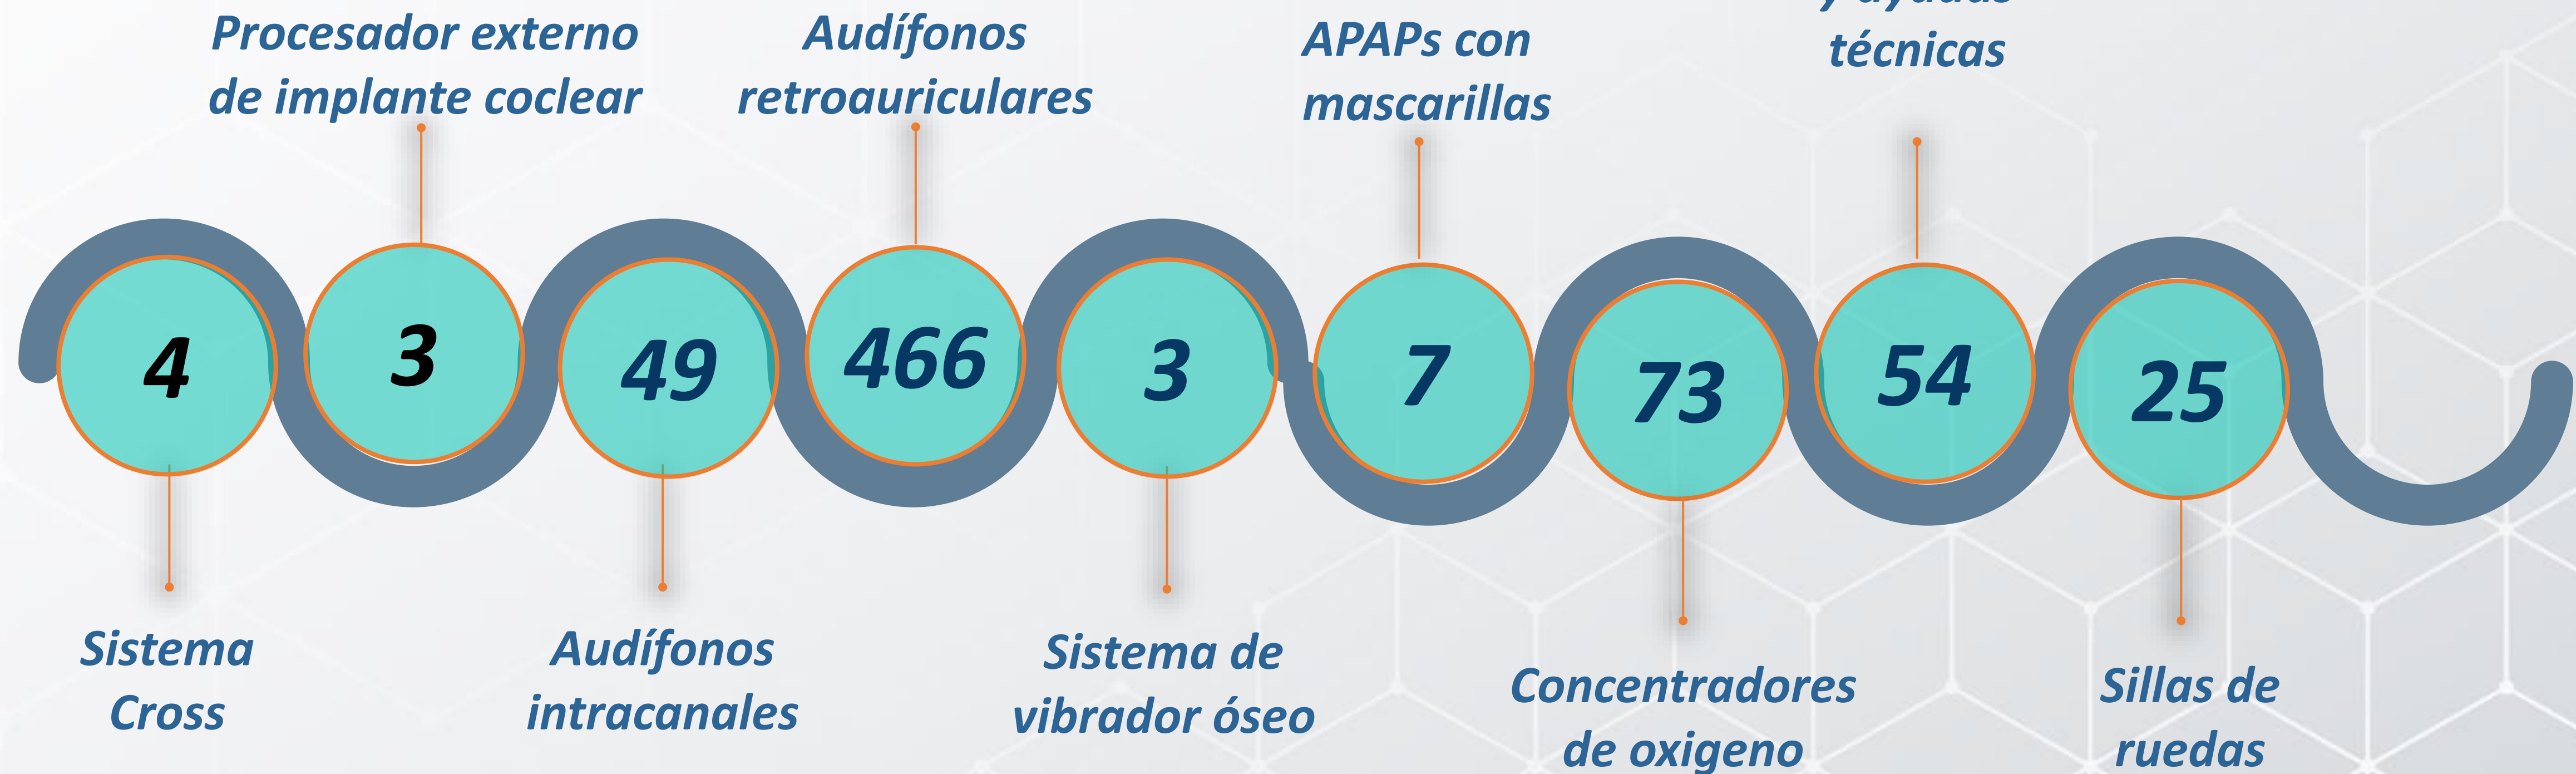 Procesador externo
de implante coclear
Audífonos
retroauriculares
APAPs con
mascarillas
y ayudas
técnicas
4
3
49
466
3
7
73
54
25
Sistema
Cross
Audífonos
intracanales
Sistema de
vibrador óseo
Concentradores
de oxigeno
Sillas de
ruedas